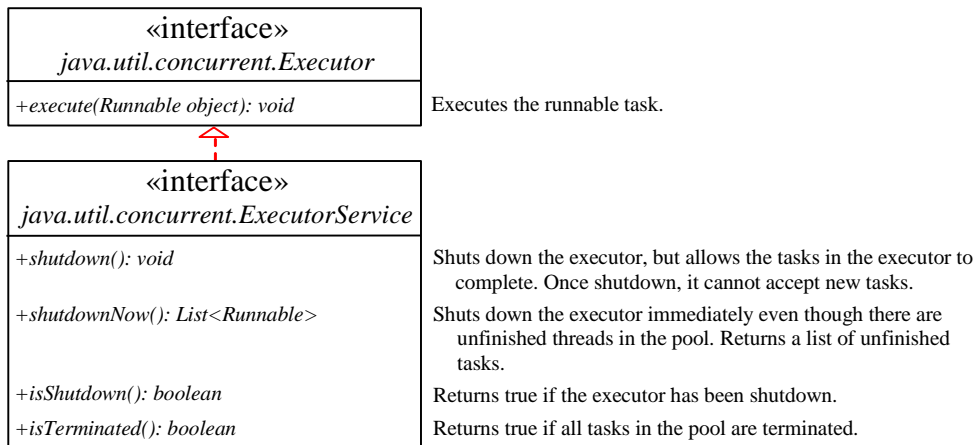 «interface»
java.util.concurrent.Executor
+execute(Runnable object): void
Executes the runnable task.
«interface»
java.util.concurrent.ExecutorService
+shutdown(): void
Shuts down the executor, but allows the tasks in the executor to
complete. Once shutdown, it cannot accept new tasks.
+shutdownNow(): List<Runnable>
Shuts down the executor immediately even though there are
unfinished threads in the pool. Returns a list of unfinished
tasks.
+isShutdown(): boolean
Returns true if the executor has been shutdown.
+isTerminated(): boolean
Returns true if all tasks in the pool are terminated.